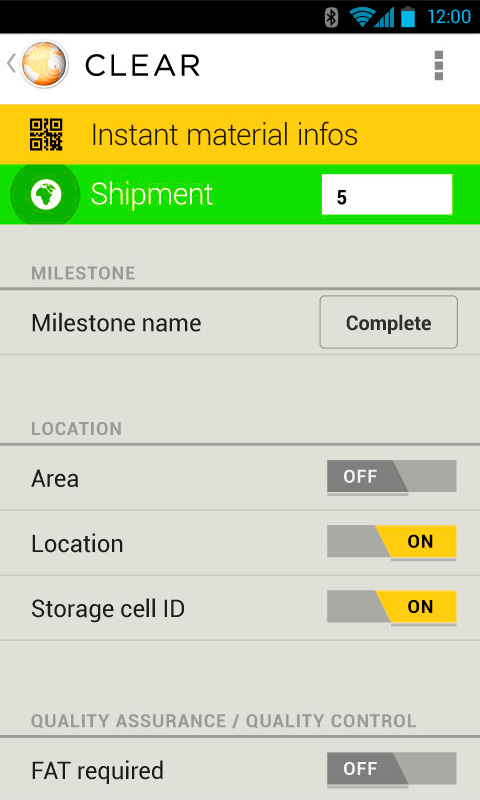 12:00
CLEAR
Instant material infos
Shipment 5
MILESTONE
Milestone name Complete
LOCATION
Area OFF
Location ON
Storage cell ID ON
QUALITY ASSURANCE / QUALITY CONTROL
FAT required OFF